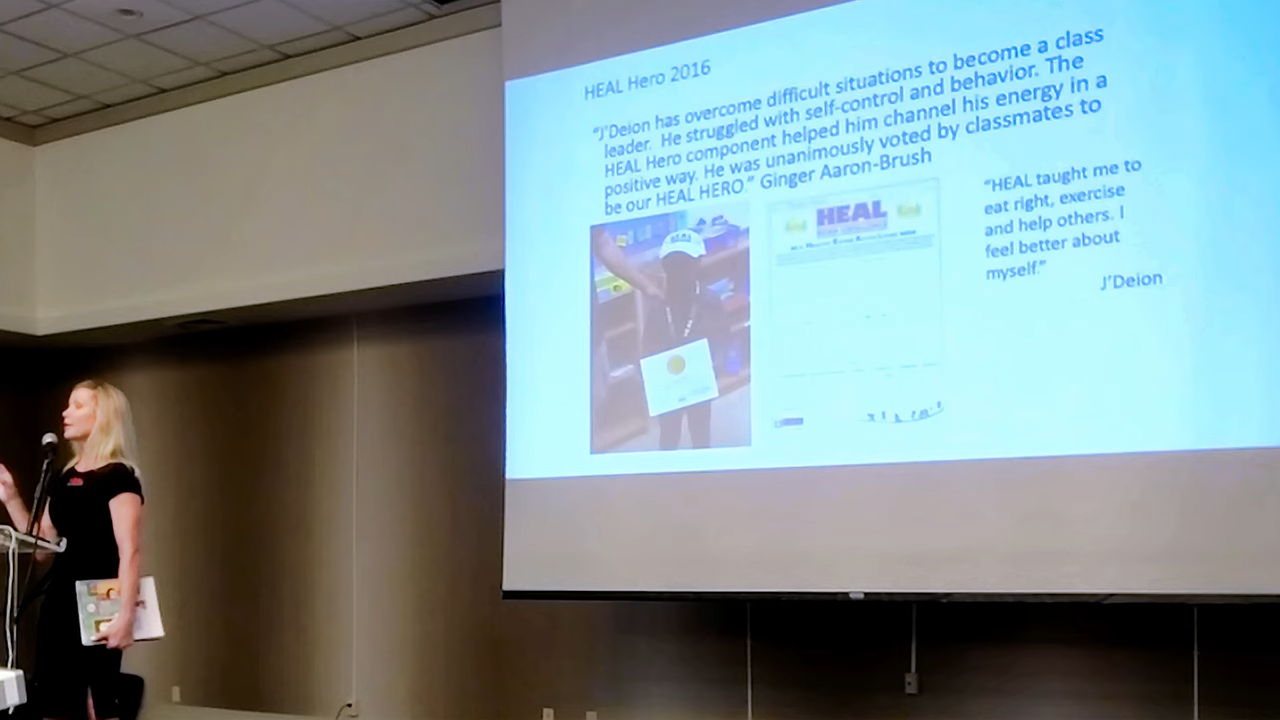 HEAL Hero 2016
“J’Deion has overcome difficult situations to become a class
leader. He struggled with self-control and behavior. The
HEAL Hero component helped him channel his energy in a
positive way. He was unanimously voted by classmates to
be our HEAL HERO.” Ginger Aaron-Brush
“HEAL taught me to
eat right, exercise
and help others. I
feel better about
myself.”
J’Deion
HEAL
HEAL